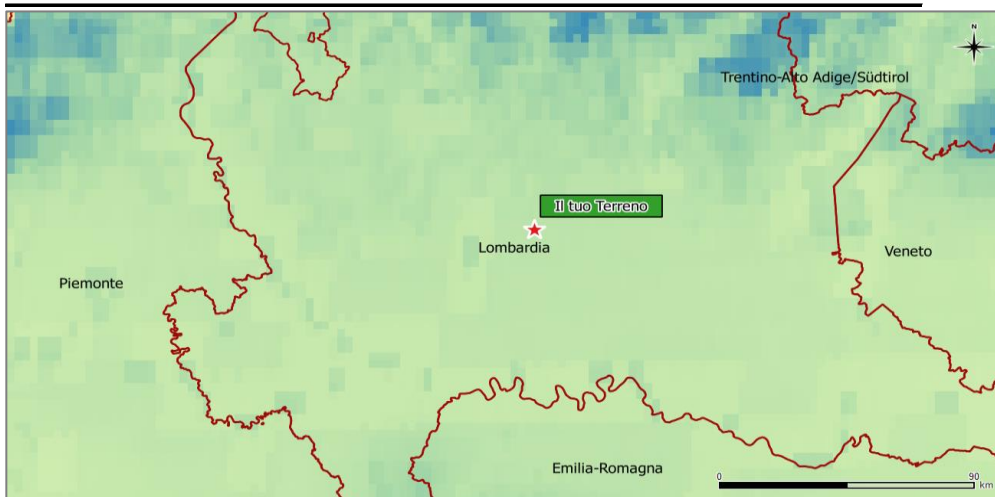 N
Trentino-Alto Adige/Südtirol
Il tuo Terreno
Lombardia
Veneto
Piemonte
Emilia-Romagna
0 90
km